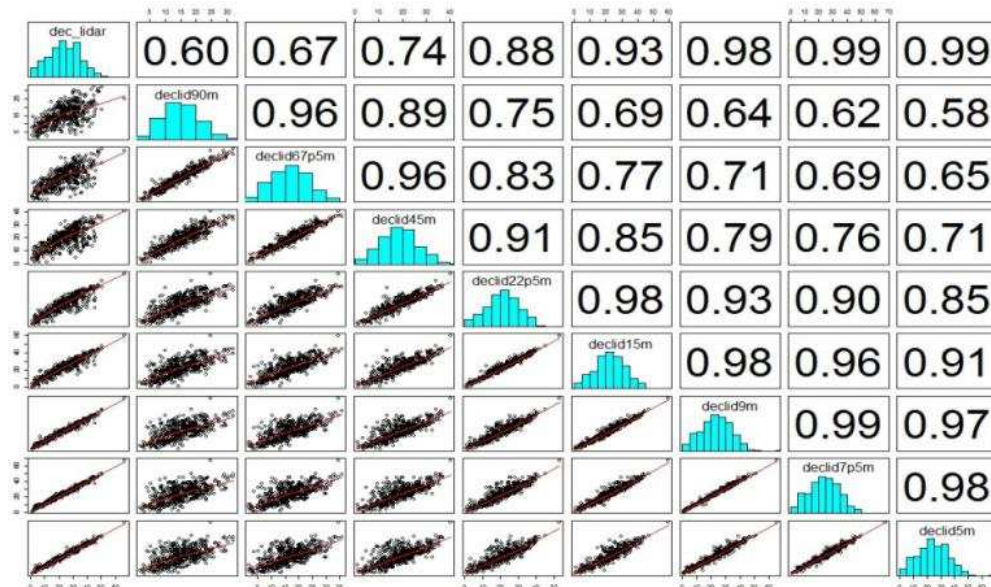 dec_lidar 0.60 0.67 0.74 0.88 0.93 0.98 0.99 0.99
declid90m 0.96 0.89 0.75 0.69 0.64 0.62 0.58
declid67p5m 0.96 0.83 0.77 0.71 0.69 0.65
declid45m 0.91 0.85 0.79 0.76 0.71
declid22p5m 0.98 0.93 0.90 0.85
declid15m 0.98 0.96 0.91
declid9m 0.99 0.97
declid7p5m 0.98
declid5m